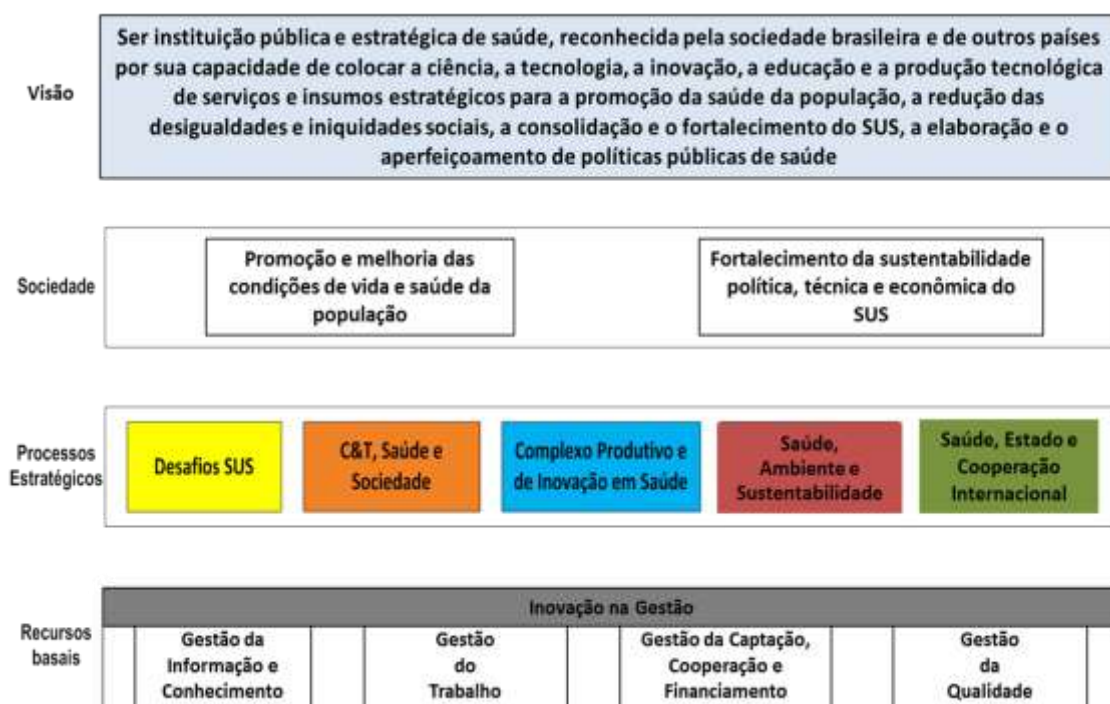 Visão
Ser instituição pública e estratégica de saúde, reconhecida pela sociedade brasileira e de outros países
por sua capacidade de colocar a ciência, a tecnologia, a inovação, a educação e a produção tecnológica
de serviços e insumos estratégicos para a promoção da saúde da população, a redução das
desigualdades e iniquidades sociais, a consolidação e o fortalecimento do SUS, a elaboração e o
aperfeiçoamento de políticas públicas de saúde
Sociedade
Promoção e melhoria das
condições de vida e saúde da
população
Fortalecimento da sustentabilidade
política, técnica e econômica do
SUS
Processos
Estratégicos
Desafios SUS
C&T, Saúde e
Sociedade
Complexo Produtivo e
de Inovação em Saúde
Saúde,
Ambiente e
Sustentabilidade
Saúde, Estado e
Cooperação
Internacional
Recursos
basais
Inovação na Gestão
Gestão da
Informação e
Conhecimento
Gestão
do
Trabalho
Gestão da Captação,
Cooperação e
Financiamento
Gestão
da
Qualidade